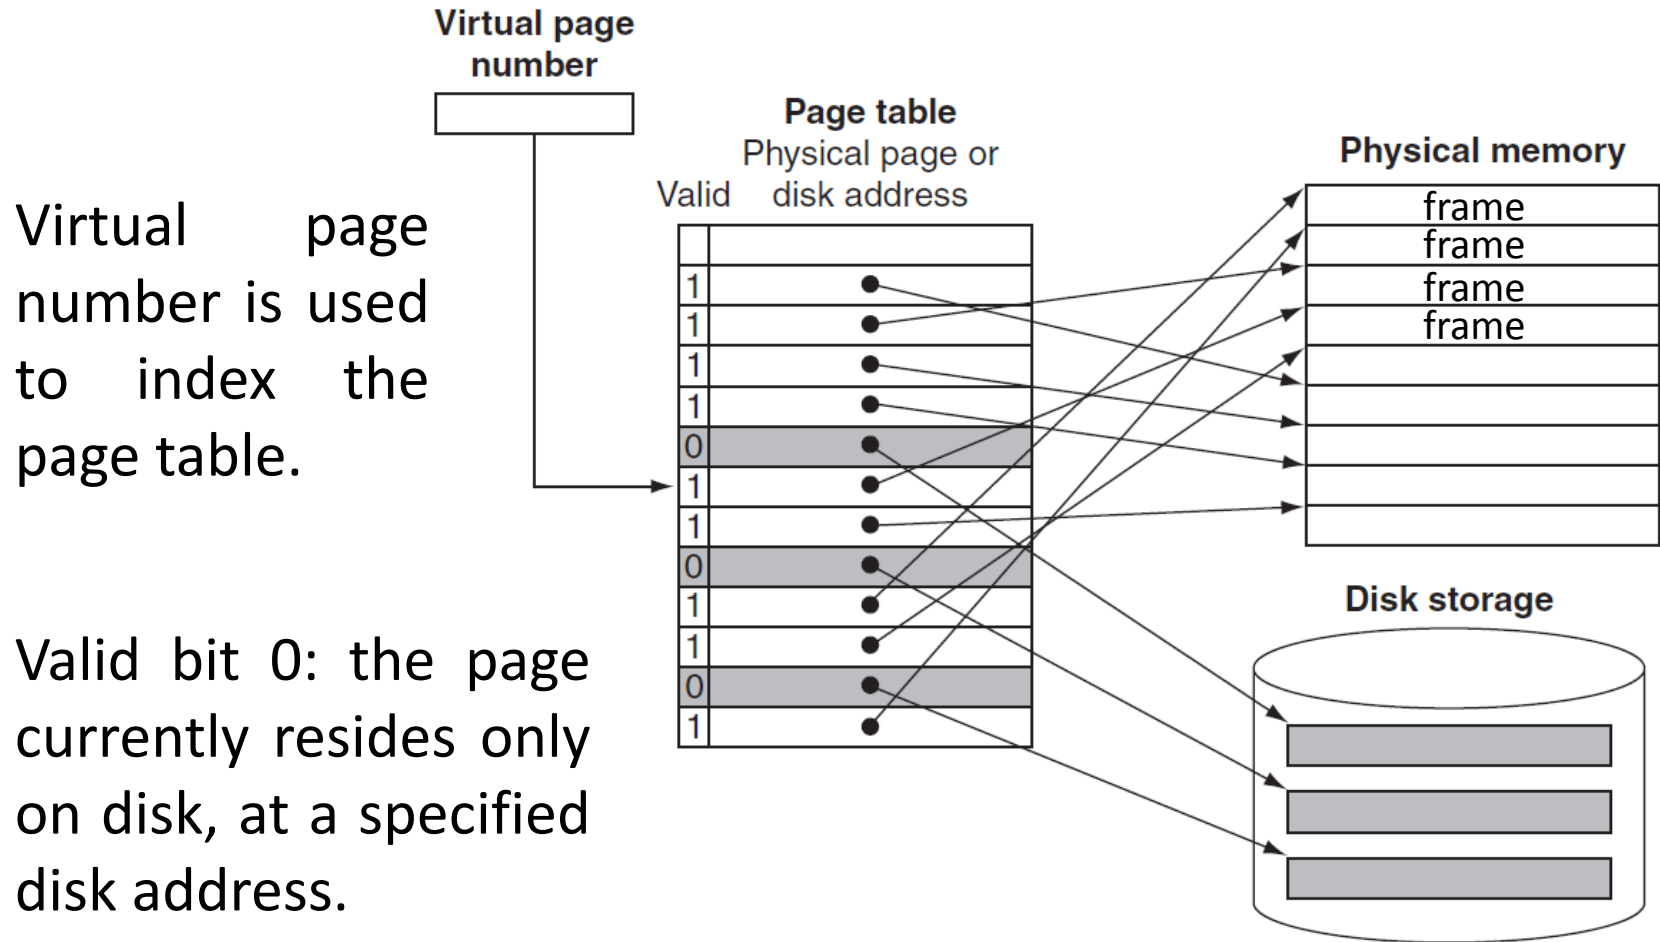 Virtual page
number
Page table
Physical page or
disk address
Valid
Physical memory
frame
frame
frame
frame
Virtual page
number is used
to index the
page table.
1
1
1
1
0
1
1
0
1
1
0
1
Disk storage
Valid bit 0: the page
currently resides only
on disk, at a specified
disk address.